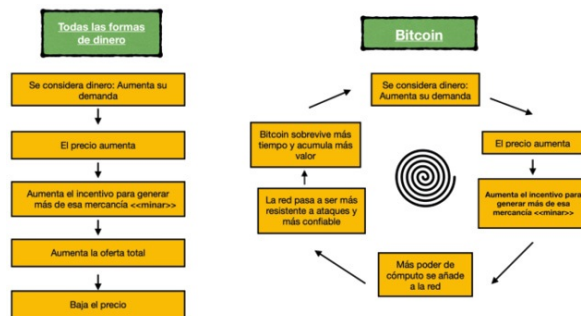 Todas las formas
de dinero
Se considera dinero: Aumenta su
demanda
El precio aumenta
Aumenta el incentivo para generar
más de esa mercancía <<minar>>
Aumenta la oferta total
Baja el precio
Bitcoin
Se considera dinero:
Aumenta su demanda
El precio aumenta
Aumenta el incentivo para
generar más de esa
mercancía <<minar>>
Más poder de
cómputo se añade
a la red
La red pasa a ser más
resistente a ataques y
más confiable
Bitcoin sobrevive más
tiempo y acumula más
valor